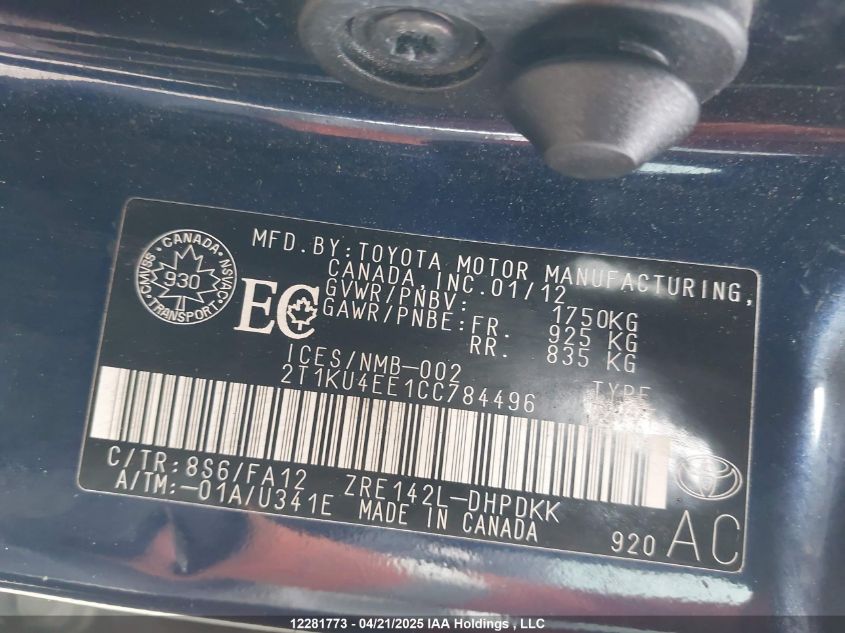 MFD.BY:TOYOTA MOTOR MANUFACTURING,
CANADA, INC.01/12
GVWR/PNBV: 1750KG
GAWR/PNBE:FR: 925 KG
RR. 835 KG
CANADA
NSVAC
TRANSPORT
CMVSS
930
EC
ICES/NMB-002
2T1KU4EE1CC784496 TYPE
C/TR:8S6/FA12 ZRE142L-DHPDKK
A/TM:-01A/U341E MADE IN CANADA
920 AC
12281773 - 04/21/2025 IAA Holdings , LLC